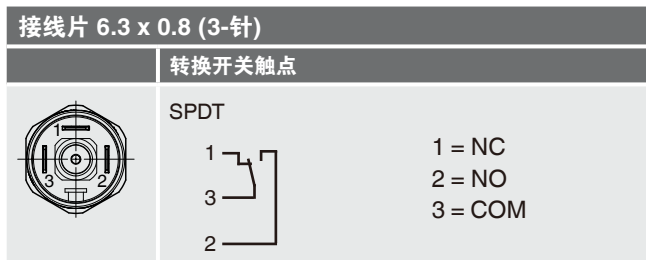 接线片 6.3 x 0.8 (3-针)
转换开关触点
SPDT
1
3
2
1
3
2
1 = NC
2 = NO
3 = COM